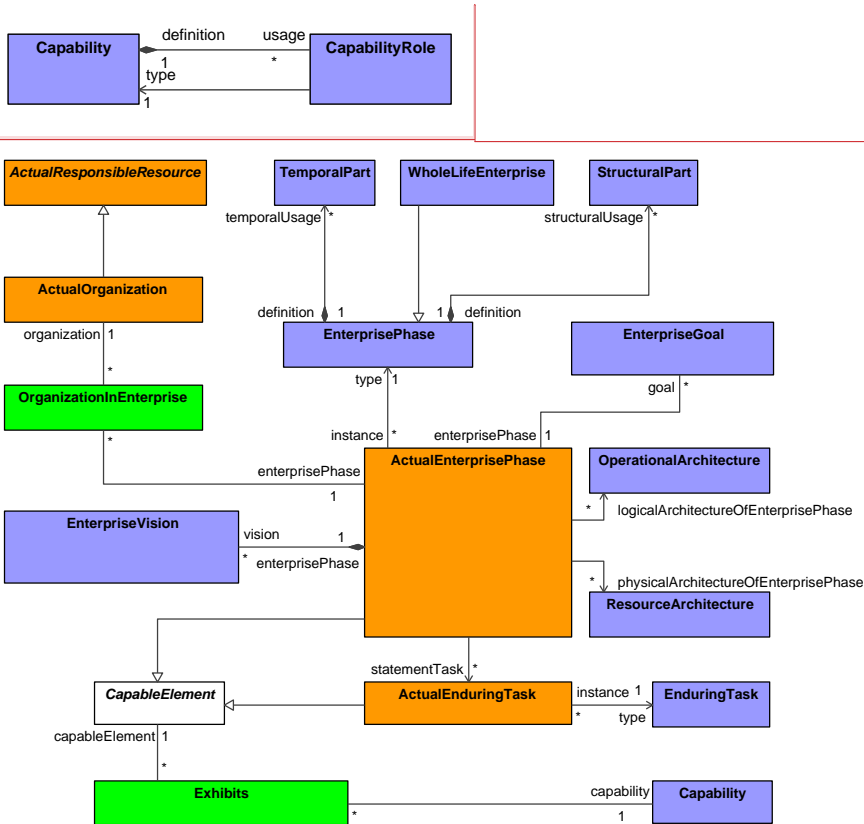 definition usage
Capability CapabilityRole
1 *
type
1
ActualResponsibleResource TemporalPart WholeLifeEnterprise StructuralPart
temporalUsage * structuralUsage *
ActualOrganization
definition 1 1 definition
organization 1 EnterprisePhase EnterpriseGoal
type 1
* goal *
OrganizationInEnterprise
* instance * enterprisePhase 1
ActualEnterprisePhase OperationalArchitecture
enterprisePhase
1
* logicalArchitectureOfEnterprisePhase
EnterpriseVision
vision 1
* enterprisePhase
* physicalArchitectureOfEnterprisePhase
ResourceArchitecture
statementTask *
CapableElement ActualEnduringTask instance 1 EnduringTask
* type
capableElement 1
*
Exhibits capability Capability
* 1